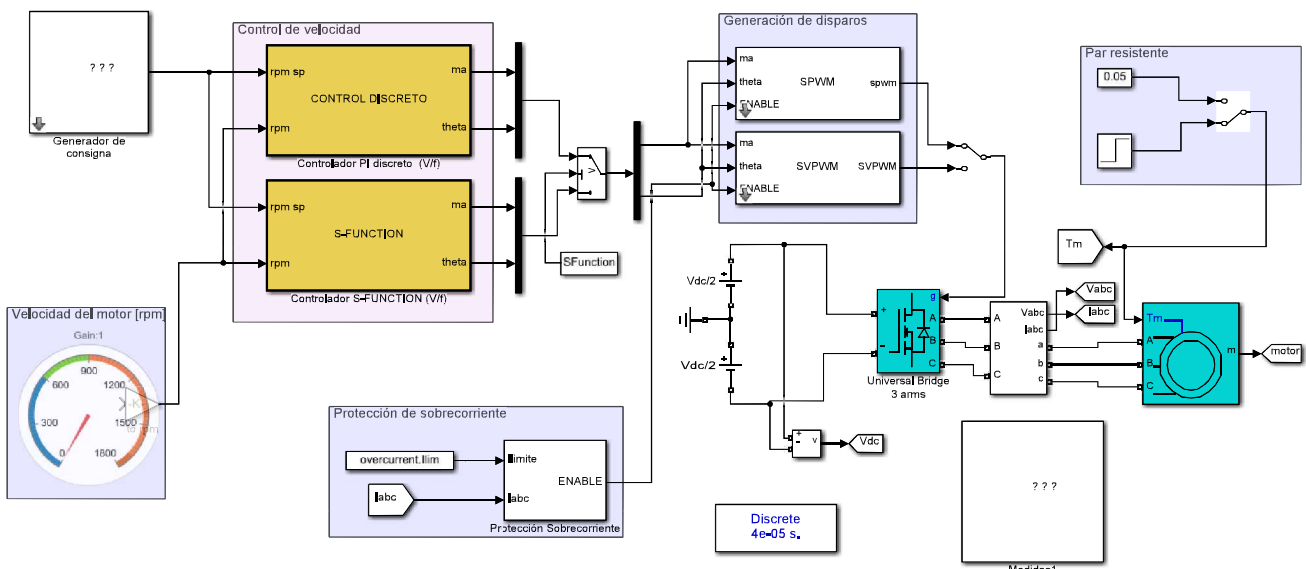 ? ? ?
Generador de
consigna
Control de velocidad
rpm sp
rpm
CONTROL DISCRETO
ma
theta
Controlador PI discreto (V/f)
rpm sp
rpm
S-FUNCTION
ma
theta
Controlador S-FUNCTION (V/f)
>
SFunction
Generación de disparos
ma
theta
ENABLE
SPWM
spwm
ma
theta
ENABLE
SVPWM
SVPWM
Par resistente
0.05
Tm
Velocidad del motor [rpm]
Gain:1
0
300
600
900
1200
1500
1800
Protección de sobrecorriente
overcurrent.Ilim
Iabc
limite
Iabc
ENABLE
Protección Sobrecorriente
Vdc/2
Vdc/2
+
+
+
-
v
Vdc
g
+
-
A
B
C
Universal Bridge
3 arms
A
B
C
Vabc
Iabc
a
b
c
Vabc
Iabc
Tm
A
B
C
m
motor
Discrete
4e-05 s.
? ? ?